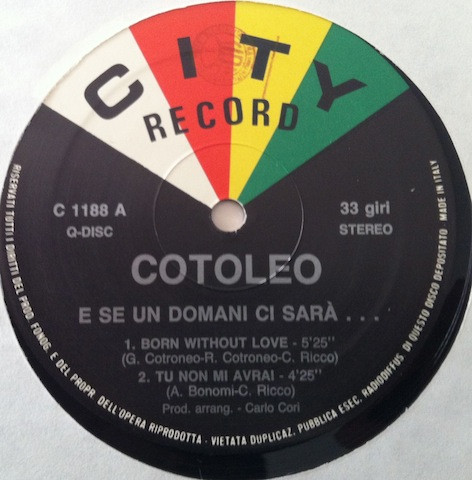 CITY
RECORD
C 1188 A
Q-DISC
33 giri
STEREO
COTOLEO
E SE UN DOMANI CI SARÀ . . .
1. BORN WITHOUT LOVE - 5'25"
(G. Cotroneo-R. Cotroneo-C. Ricco)
2. TU NON MI AVRAI - 4'25"
(A. Bonomi-C. Ricco)
Prod. arrang. - Carlo Cori
RISERVATI TUTTI I DIRITTI DEL PROD. FONOG. E DEL PROPR. DELL'OPERA RIPRODOTTA - VIETATA DUPLICAZ. PUBBLICA ESEC. RADIODIFFUS. DI QUESTO DISCO DEPOSITATO - MADE IN ITALY